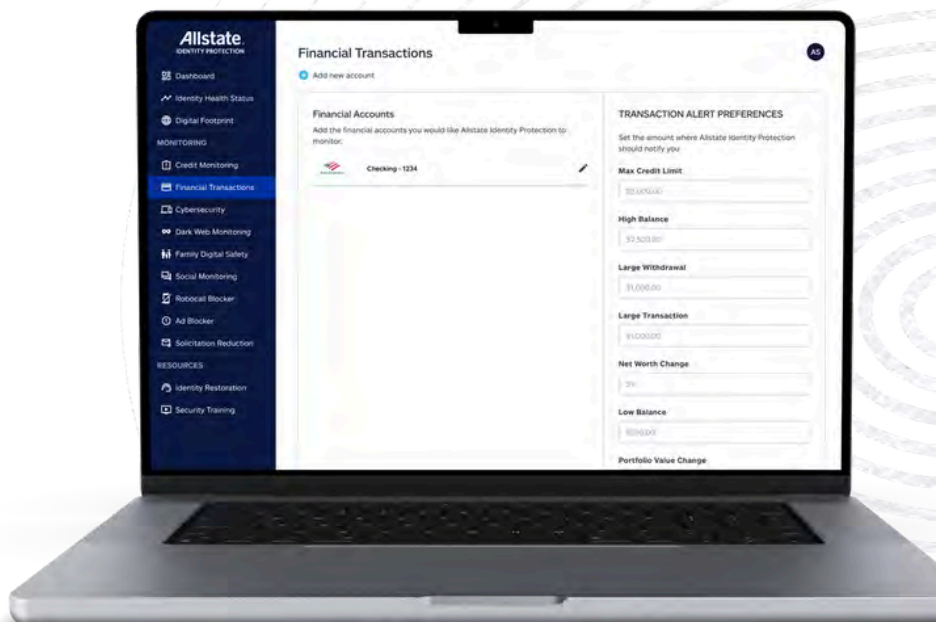 Allstate.
IDENTITY PROTECTION
Dashboard
Identity Health Status
Digital Footprint
MONITORING
Credit Monitoring
Financial Transactions
Cybersecurity
Dark Web Monitoring
Family Digital Safety
Social Monitoring
Robocall Blocker
Ad Blocker
Solicitation Reduction
RESOURCES
Identity Restoration
Security Training
Financial Transactions
AS
Add new account
Financial Accounts
Add the financial accounts you would like Allstate Identity Protection to
monitor.
Checking - 1234
TRANSACTION ALERT PREFERENCES
Set the amount where Allstate Identity Protection
should notify you
Max Credit Limit
High Balance
$7,500.00
Large Withdrawal
$1,000.00
Large Transaction
$1,000.00
Net Worth Change
Low Balance
Portfolio Value Change